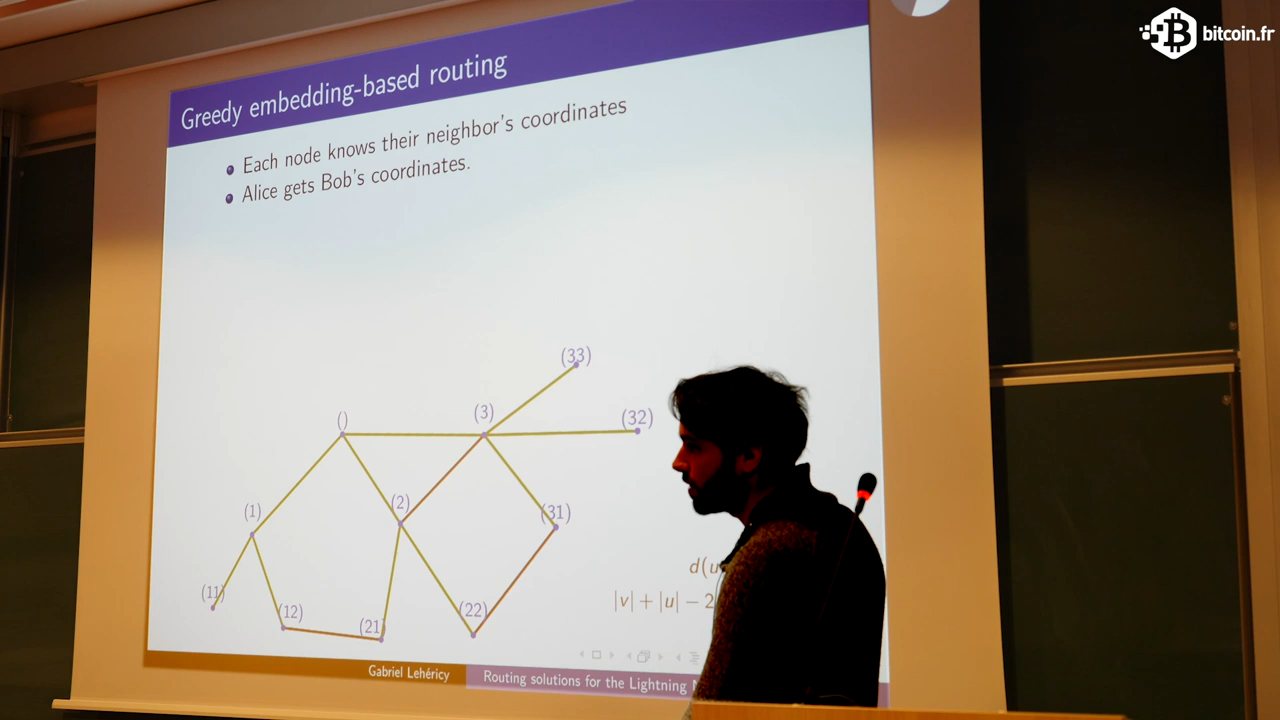 bitcoin.fr
Greedy embedding-based routing
Each node knows their neighbor's coordinates
Alice gets Bob's coordinates.
(33)
() (3) (32)
(1) (2) (31)
(11) (12) (21) (22)
d(u
|v| + |u| − 2
Gabriel Lehéricy Routing solutions for the Lightning